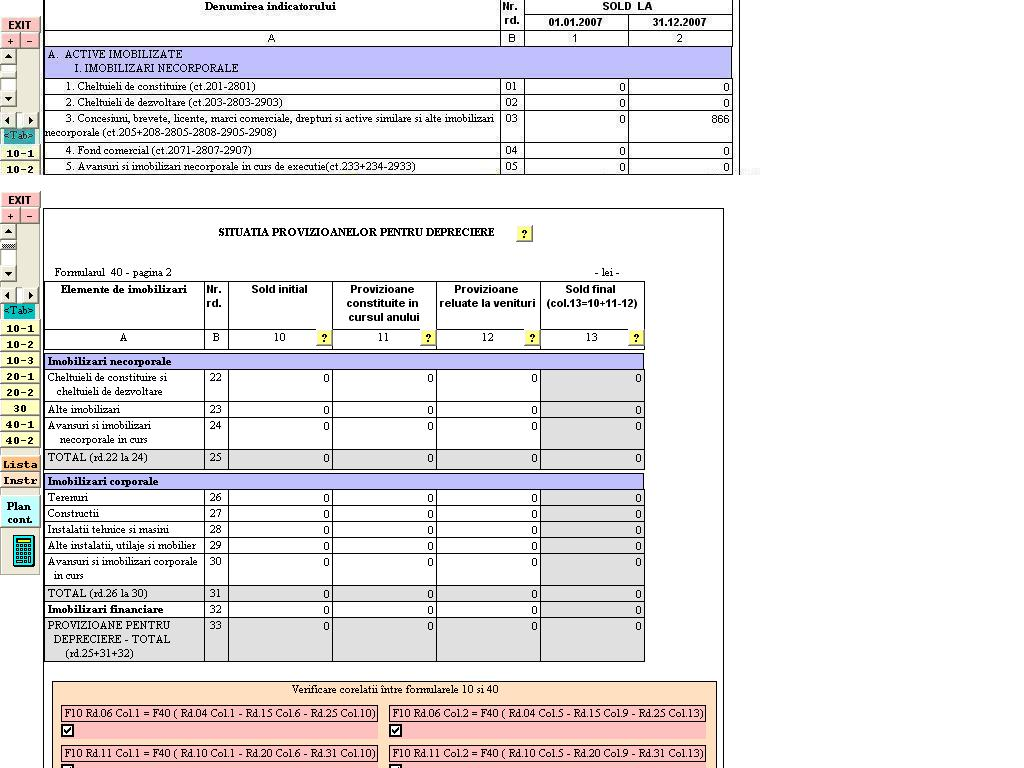 Denumirea indicatorului Nr. rd. SOLD LA
01.01.2007 31.12.2007
EXIT
+ -
A B 1 2
A. ACTIVE IMOBILIZATE
I. IMOBILIZARI NECORPORALE
1. Cheltuieli de constituire (ct.201-2801) 01 0 0
2. Cheltuieli de dezvoltare (ct.203-2803-2903) 02 0 0
3. Concesiuni, brevete, licente, marci comerciale, drepturi si active similare si alte imobilizari 03 0 866
necorporale (ct.205+208-2805-2808-2905-2908)
<Tab>
4. Fond comercial (ct.2071-2807-2907) 04 0 0
10-1
5. Avansuri si imobilizari necorporale in curs de executie(ct.233+234-2933) 05 0 0
10-2
EXIT
+ -
SITUATIA PROVIZIOANELOR PENTRU DEPRECIERE ?
Formularul 40 - pagina 2 - lei -
Elemente de imobilizari Nr. rd. Sold initial Provizioane constituite in cursul anului Provizioane reluate la venituri Sold final (col.13=10+11-12)
<Tab>
10-1
A B 10 ? 11 ? 12 ? 13 ?
10-2
10-3
Imobilizari necorporale
20-1
Cheltuieli de constituire si 22 0 0 0 0
cheltuieli de dezvoltare
20-2
30
Alte imobilizari 23 0 0 0 0
40-1
Avansuri si imobilizari 24 0 0 0 0
necorporale in curs
40-2
TOTAL (rd.22 la 24) 25 0 0 0 0
Lista
Instr
Imobilizari corporale
Terenuri 26 0 0 0 0
Plan
cont.
Constructii 27 0 0 0 0
Instalatii tehnice si masini 28 0 0 0 0
Alte instalatii, utilaje si mobilier 29 0 0 0 0
Avansuri si imobilizari corporale 30 0 0 0 0
in curs
TOTAL (rd.26 la 30) 31 0 0 0 0
Imobilizari financiare 32 0 0 0 0
PROVIZIOANE PENTRU 33 0 0 0 0
DEPRECIERE - TOTAL
(rd.25+31+32)
Verificare corelatii între formularele 10 si 40
F10 Rd.06 Col.1 = F40 ( Rd.04 Col.1 - Rd.15 Col.6 - Rd.25 Col.10) F10 Rd.06 Col.2 = F40 ( Rd.04 Col.5 - Rd.15 Col.9 - Rd.25 Col.13)
F10 Rd.11 Col.1 = F40 ( Rd.10 Col.1 - Rd.20 Col.6 - Rd.31 Col.10) F10 Rd.11 Col.2 = F40 ( Rd.10 Col.5 - Rd.20 Col.9 - Rd.31 Col.13)